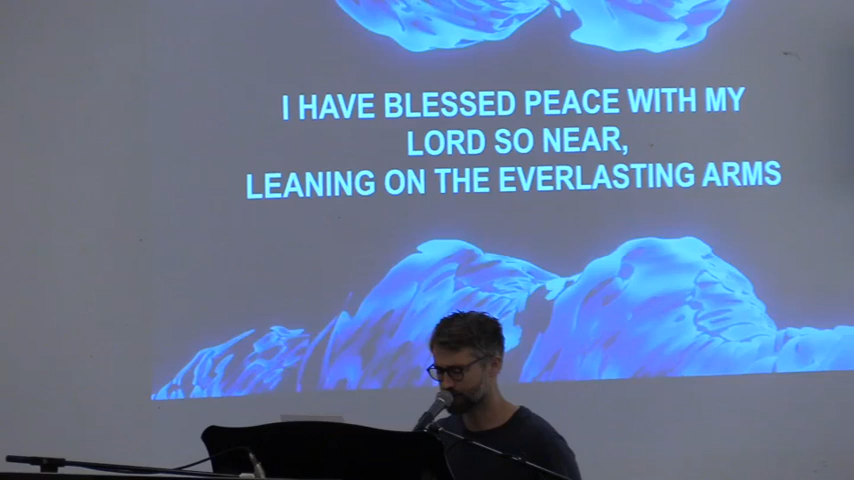 I HAVE BLESSED PEACE WITH MY
LORD SO NEAR,
LEANING ON THE EVERLASTING ARMS